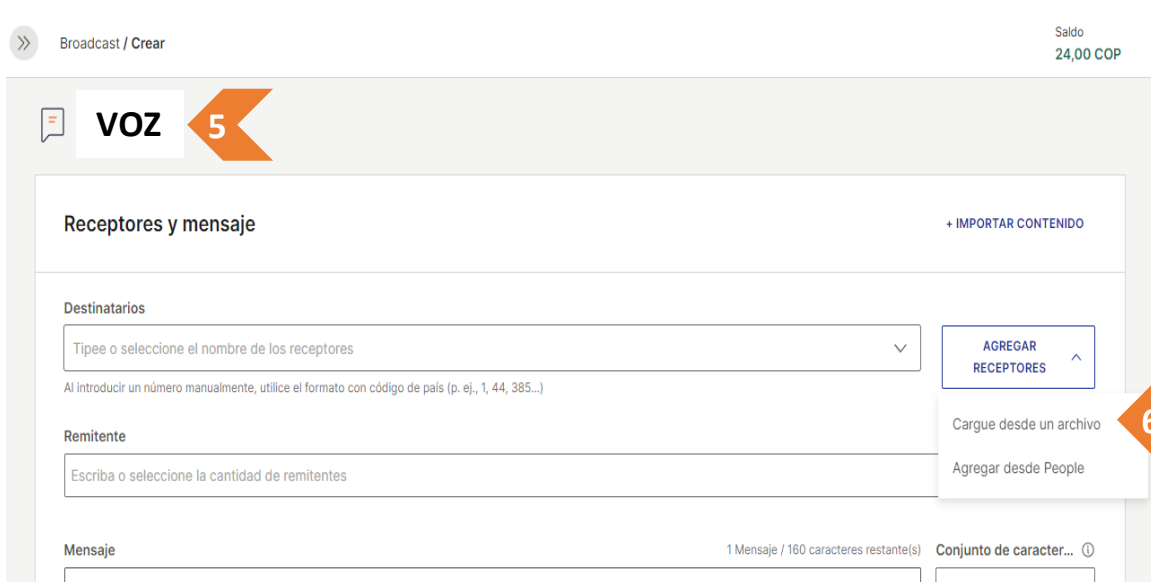 Broadcast / Crear
Saldo
24,00 COP
VOZ
5
Receptores y mensaje
+ IMPORTAR CONTENIDO
Destinatarios
Tipee o seleccione el nombre de los receptores
AGREGAR
RECEPTORES
Al introducir un número manualmente, utilice el formato con código de país (p. ej., 1, 44, 385...)
Cargue desde un archivo
6
Agregar desde People
Remitente
Escriba o seleccione la cantidad de remitentes
Mensaje
1 Mensaje / 160 caracteres restante(s)
Conjunto de caracter...